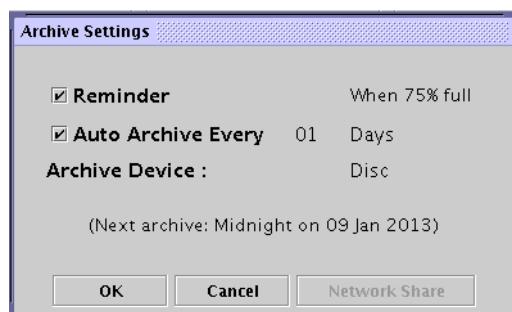 Archive Settings
Reminder When 75% full
Auto Archive Every 01 Days
Archive Device : Disc
(Next archive: Midnight on 09 Jan 2013)
OK Cancel Network Share